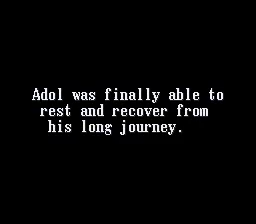 Adol was finally able to
rest and recover from
his long journey.